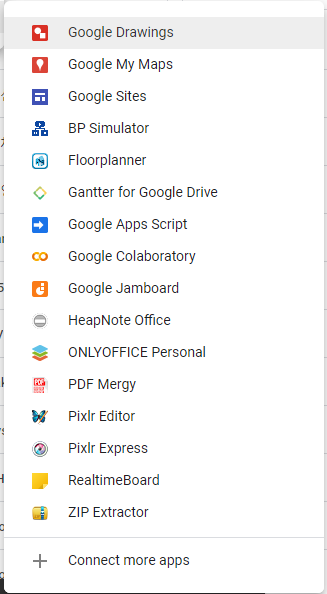 Google Drawings
Google My Maps
Google Sites
BP Simulator
Floorplanner
Gantter for Google Drive
Google Apps Script
Google Colaboratory
Google Jamboard
HeapNote Office
ONLYOFFICE Personal
PDF Mergy
Pixlr Editor
Pixlr Express
RealtimeBoard
ZIP Extractor
Connect more apps